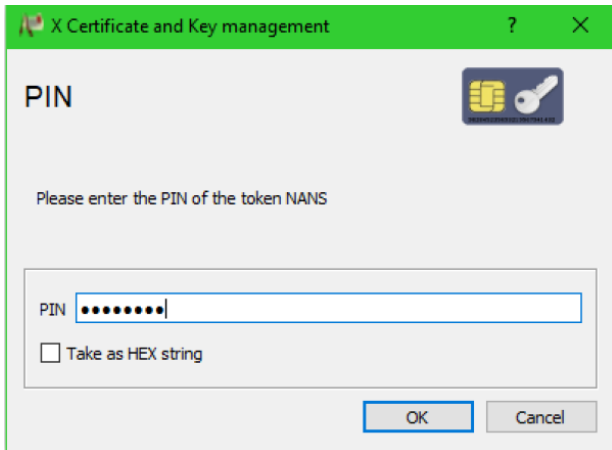 X Certificate and Key management ? ×
PIN
Please enter the PIN of the token NANS
PIN ••••••••
Take as HEX string
OK Cancel